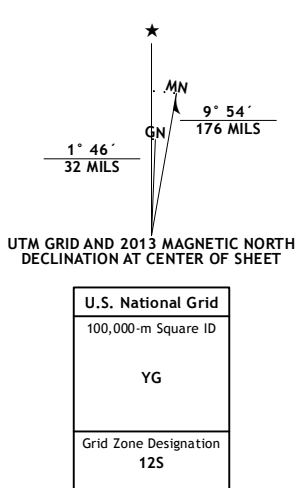 ★
MN
GN
9° 54´
176 MILS
1° 46´
32 MILS
UTM GRID AND 2013 MAGNETIC NORTH
DECLINATION AT CENTER OF SHEET
U.S. National Grid
100,000-m Square ID
YG
Grid Zone Designation
12S